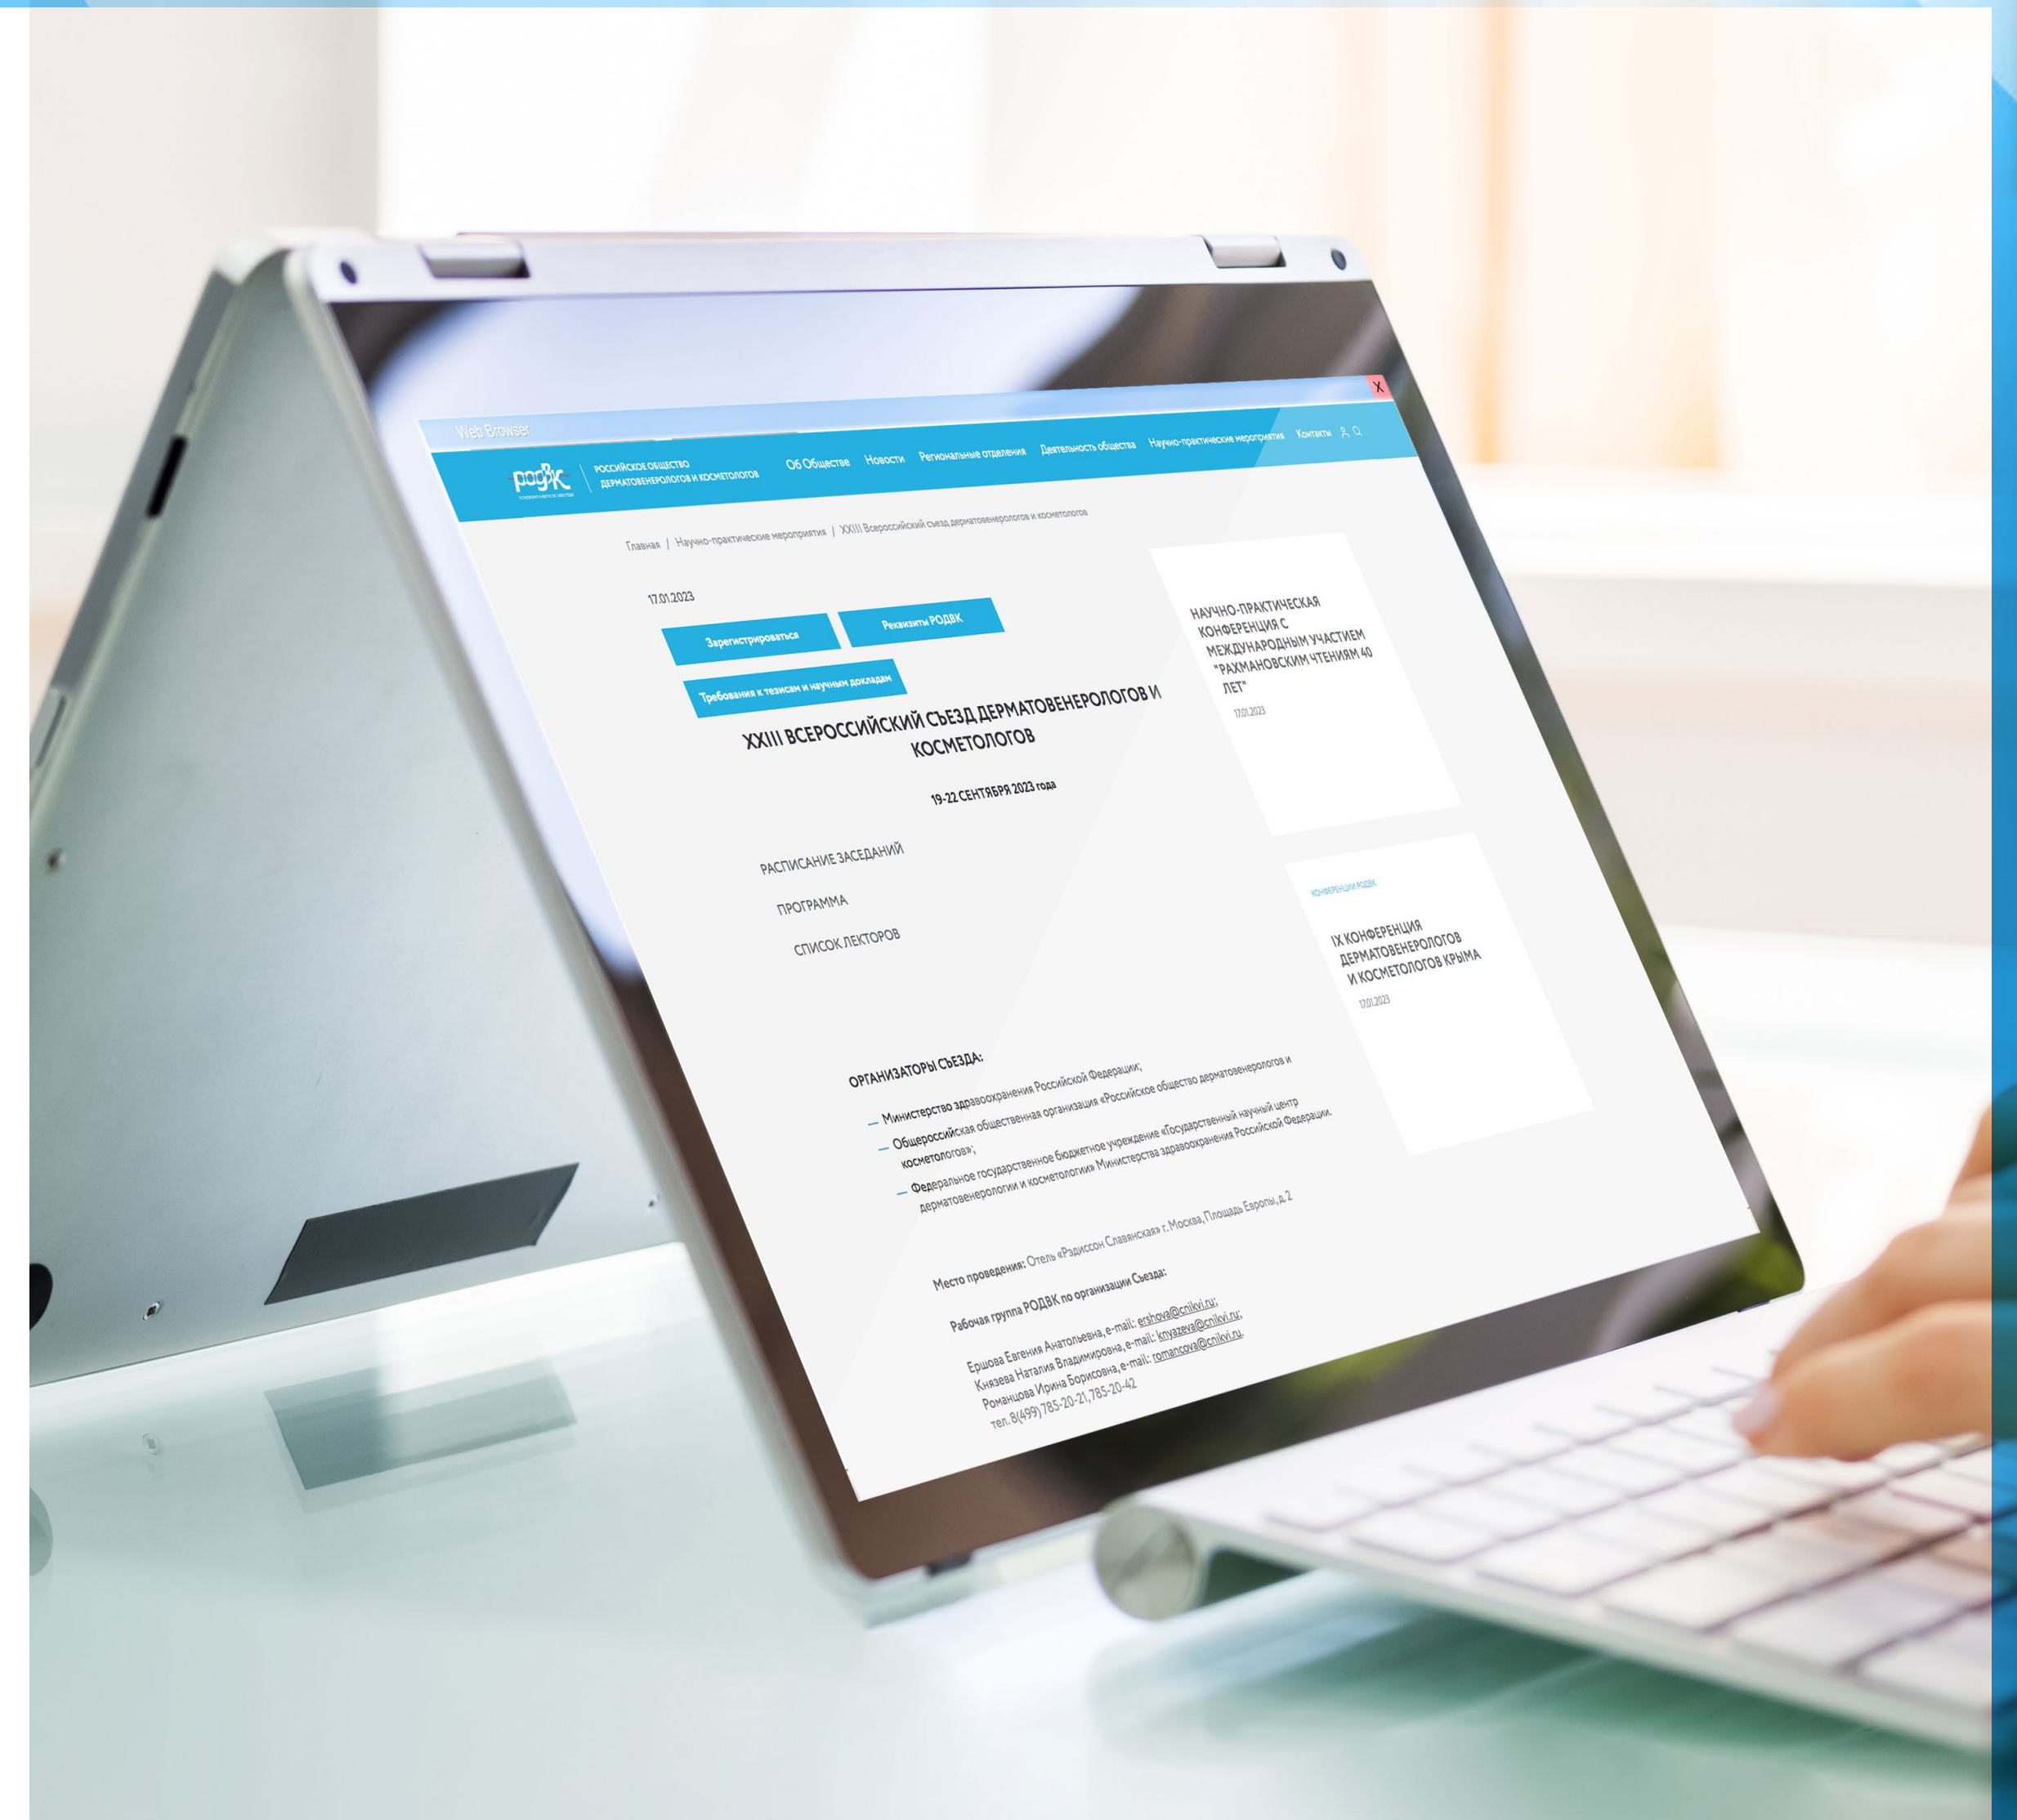 Web Browser
X
РОДВК
РОССИЙСКОЕ ОБЩЕСТВО
ДЕРМАТОВЕНЕРОЛОГОВ И КОСМЕТОЛОГОВ
Об Обществе Новости Региональные отделения Деятельность общества Научно-практические мероприятия Контакты
Главная | Научно-практические мероприятия | XXIII Всероссийский съезд дерматовенерологов и косметологов
17.01.2023
Зарегистрироваться
Реквизиты РОДВК
Требования к тезисам и научным докладам
XXIII ВСЕРОССИЙСКИЙ СЪЕЗД ДЕРМАТОВЕНЕРОЛОГОВ И
КОСМЕТОЛОГОВ
19-22 СЕНТЯБРЯ 2023 года
РАСПИСАНИЕ ЗАСЕДАНИЙ
ПРОГРАММА
СПИСОК ЛЕКТОРОВ
ОРГАНИЗАТОРЫ СЪЕЗДА:
— Министерство здравоохранения Российской Федерации;
— Общероссийская общественная организация «Российское общество дерматовенерологов и
косметологов»;
— Федеральное государственное бюджетное учреждение «Государственный научный центр
дерматовенерологии и косметологии» Министерства здравоохранения Российской Федерации.
Место проведения: Отель «Рэдиссон Славянская» г. Москва, Площадь Европы, д. 2
Рабочая группа РОДВК по организации Съезда:
Ершова Евгения Анатольевна, e-mail: ershova@cnikvi.ru;
Князева Наталия Владимировна, e-mail: knyazeva@cnikvi.ru;
Романцова Ирина Борисовна, e-mail: romancova@cnikvi.ru.
тел. 8(499) 785-20-21, 785-20-42
НАУЧНО-ПРАКТИЧЕСКАЯ
КОНФЕРЕНЦИЯ С
МЕЖДУНАРОДНЫМ УЧАСТИЕМ
"РАХМАНОВСКИМ ЧТЕНИЯМ 40
ЛЕТ"
17.01.2023
КОНФЕРЕНЦИИ РОДВК
IX КОНФЕРЕНЦИЯ
ДЕРМАТОВЕНЕРОЛОГОВ
И КОСМЕТОЛОГОВ КРЫМА
17.01.2023